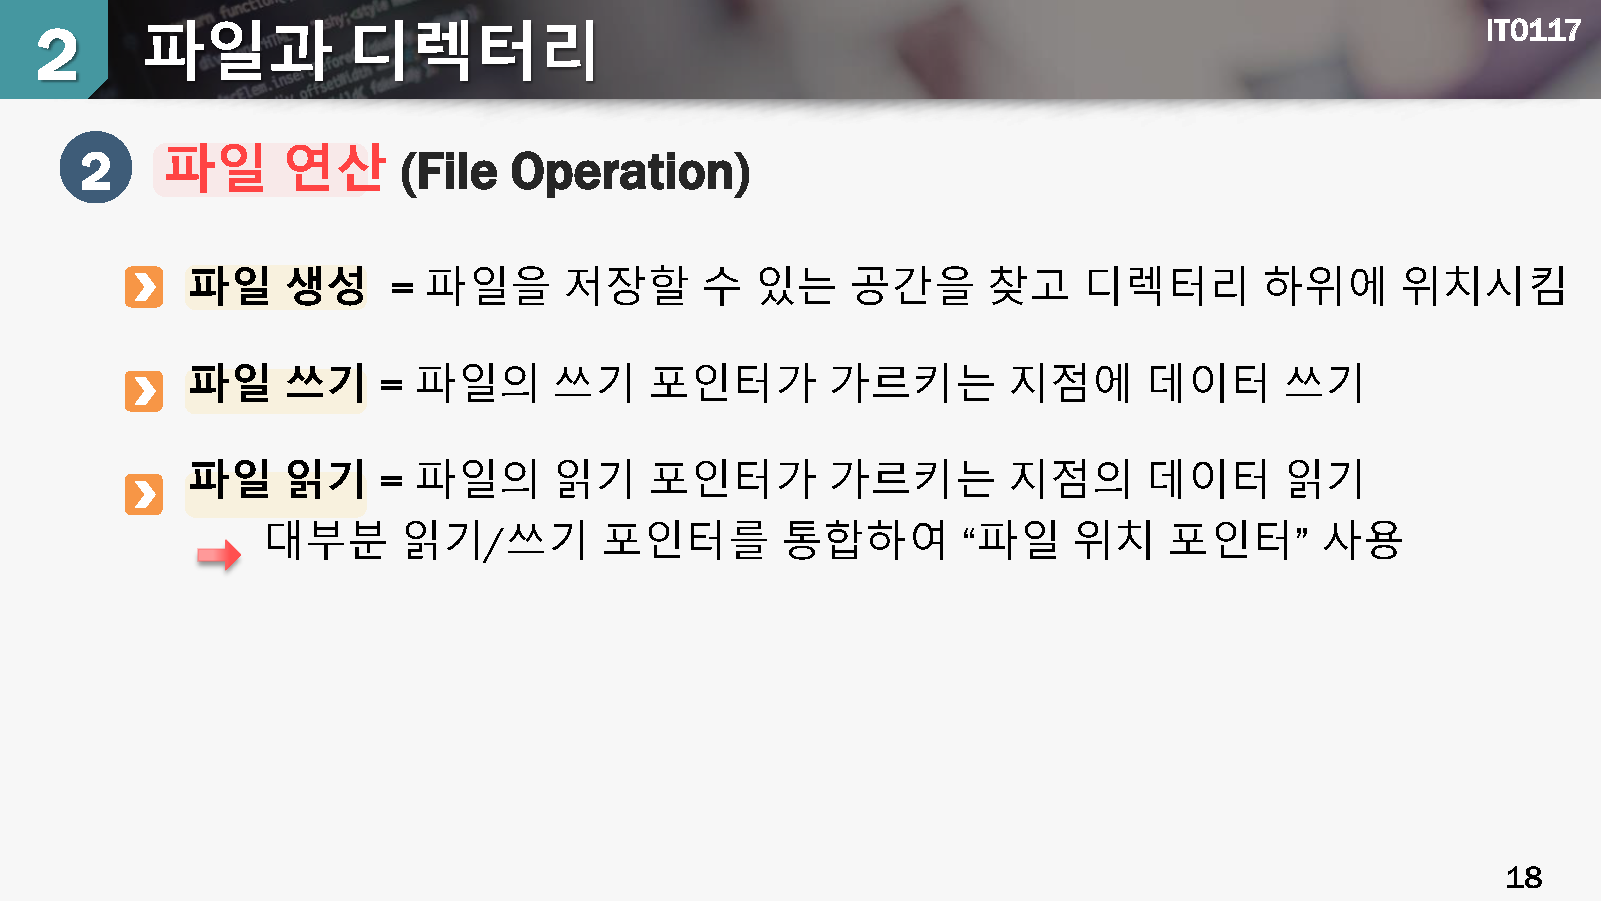 2 파일과 디렉터리 IT0117
2 파일 연산 (File Operation)
파일 생성 = 파일을 저장할 수 있는 공간을 찾고 디렉터리 하위에 위치시킴
파일 쓰기 = 파일의 쓰기 포인터가 가르키는 지점에 데이터 쓰기
파일 읽기 = 파일의 읽기 포인터가 가르키는 지점의 데이터 읽기
대부분 읽기/쓰기 포인터를 통합하여 “파일 위치 포인터” 사용
18